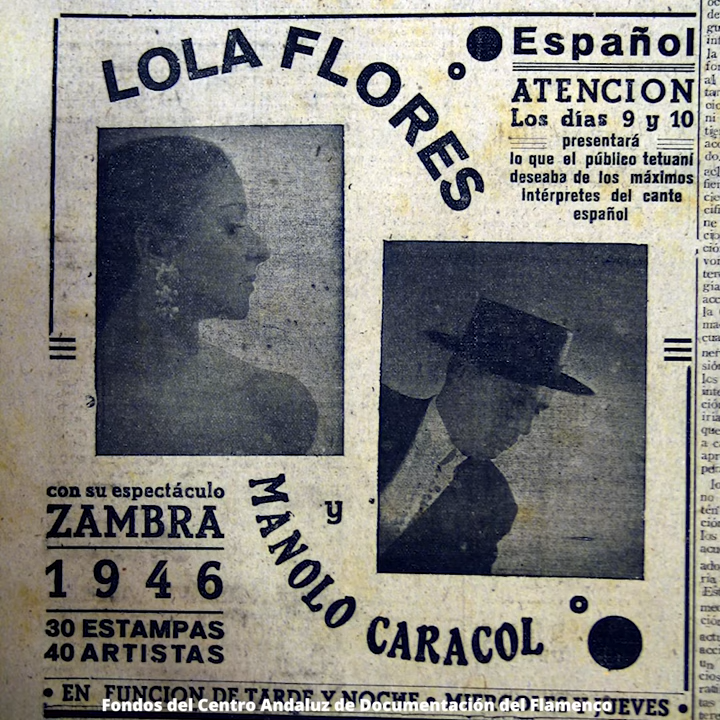 LOLA FLORES
Español
ATENCION
Los días 9 y 10
presentará
lo que el público tetuaní
deseaba de los máximos
intérpretes del cante
español
con su espectáculo
ZAMBRA
1946
30 ESTAMPAS
40 ARTISTAS
y
MANOLO CARACOL
• EN FUNCION DE TARDE Y NOCHE • MIERCOLES Y JUEVES •
Fondos del Centro Andaluz de Documentación del Flamenco